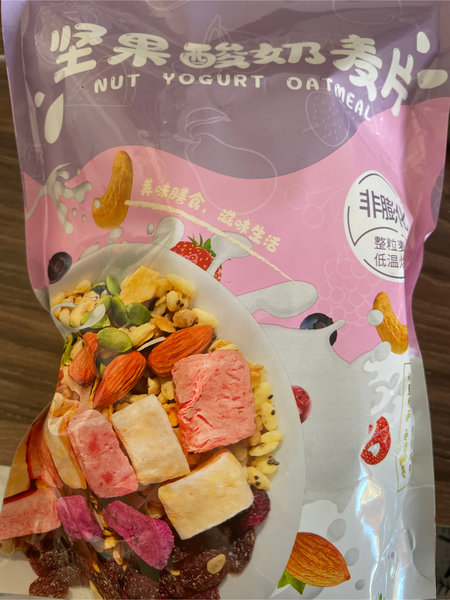 坚果酸奶麦片
NUT YOGURT OATMEAL
美味膳食，滋味生活
非膨化
整粒麦
低温